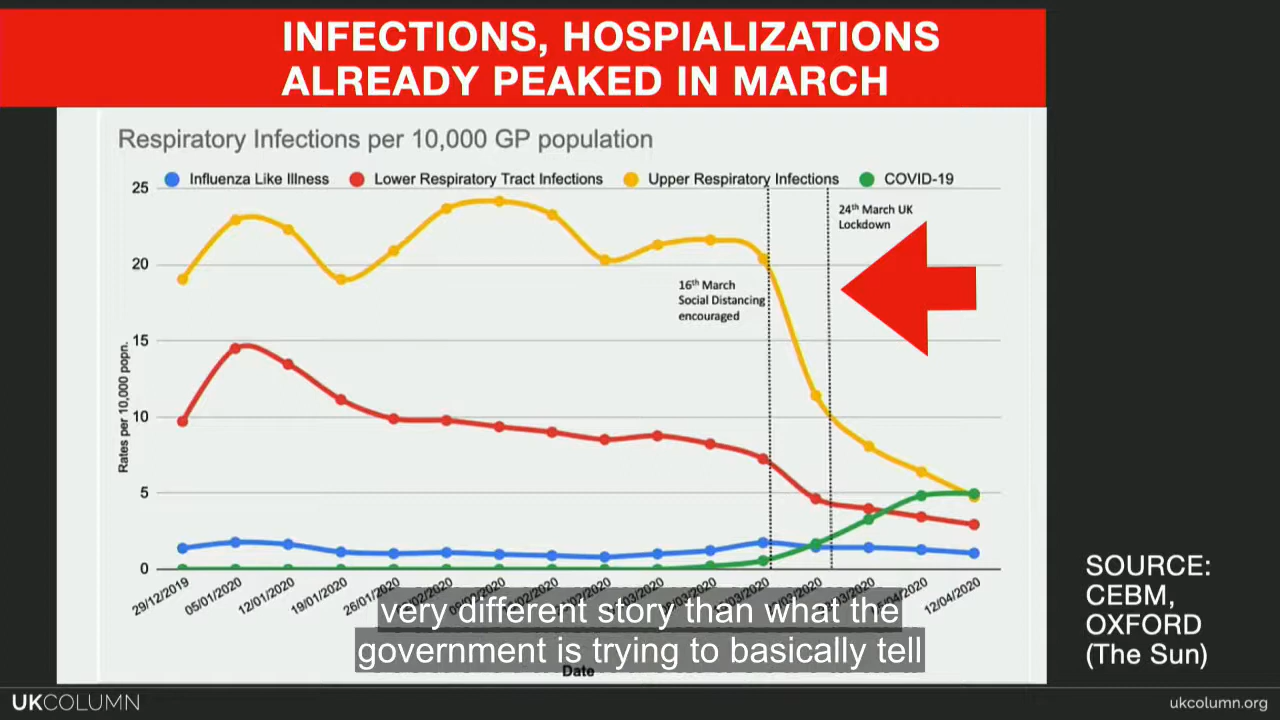 INFECTIONS, HOSPIALIZATIONS
ALREADY PEAKED IN MARCH
Respiratory Infections per 10,000 GP population
Influenza Like Illness
Lower Respiratory Tract Infections
Upper Respiratory Infections
COVID-19
25
20
15
10
5
0
Rates per 10,000 popn.
24th March UK
Lockdown
16th March
Social Distancing
encouraged
29/12/2019
05/01/2020
12/01/2020
19/01/2020
26/01/2020
12/04/2020
Date
very different story than what the
government is trying to basically tell
SOURCE:
CEBM,
OXFORD
(The Sun)
UKCOLUMN
ukcolumn.org